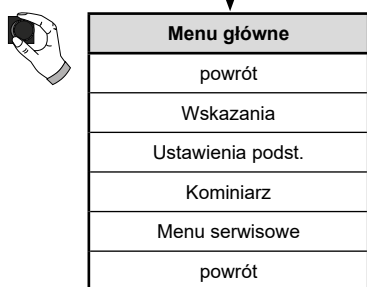 Menu główne
powrót
Wskazania
Ustawienia podst.
Kominiarz
Menu serwisowe
powrót